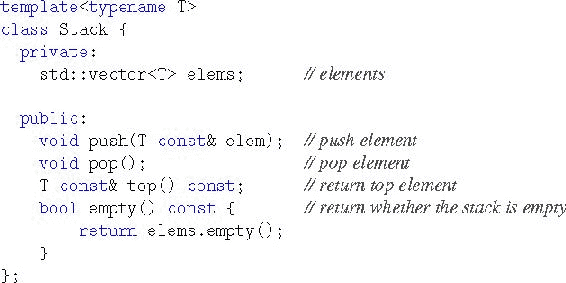 template<typename T>
class Stack {
  private:
    std::vector<T> elems;      // elements

  public:
    void push(T const& elem);  // push element
    void pop();                // pop element
    T const& top() const;      // return top element
    bool empty() const {       // return whether the stack is empty
        return elems.empty();
    }
};